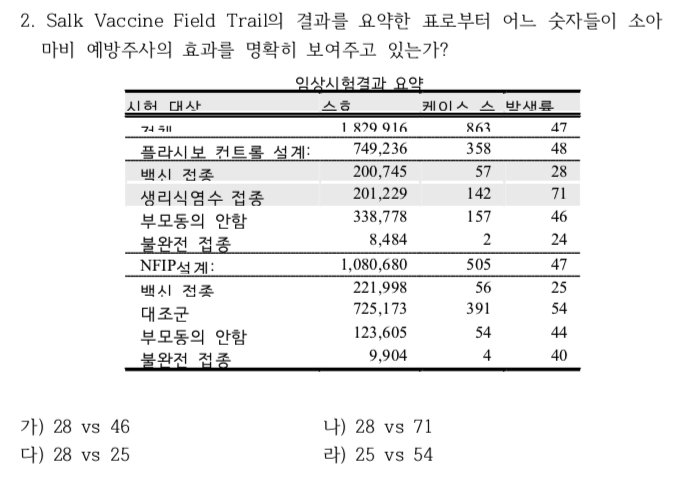 2. Salk Vaccine Field Trail의 결과를 요약한 표로부터 어느 숫자들이 소아
마비 예방주사의 효과를 명확히 보여주고 있는가?
임상시험결과 요약
시험 대상 케이스 수 발생률
전체 1,829,916 863 47
플라시보 컨트롤 설계: 749,236 358 48
백신 접종 200,745 57 28
생리식염수 접종 201,229 142 71
부모동의 안함 338,778 157 46
불완전 접종 8,484 2 24
NFIP설계: 1,080,680 505 47
백신 접종 221,998 56 25
대조군 725,173 391 54
부모동의 안함 123,605 54 44
불완전 접종 9,904 4 40
가) 28 vs 46 나) 28 vs 71
다) 28 vs 25 라) 25 vs 54